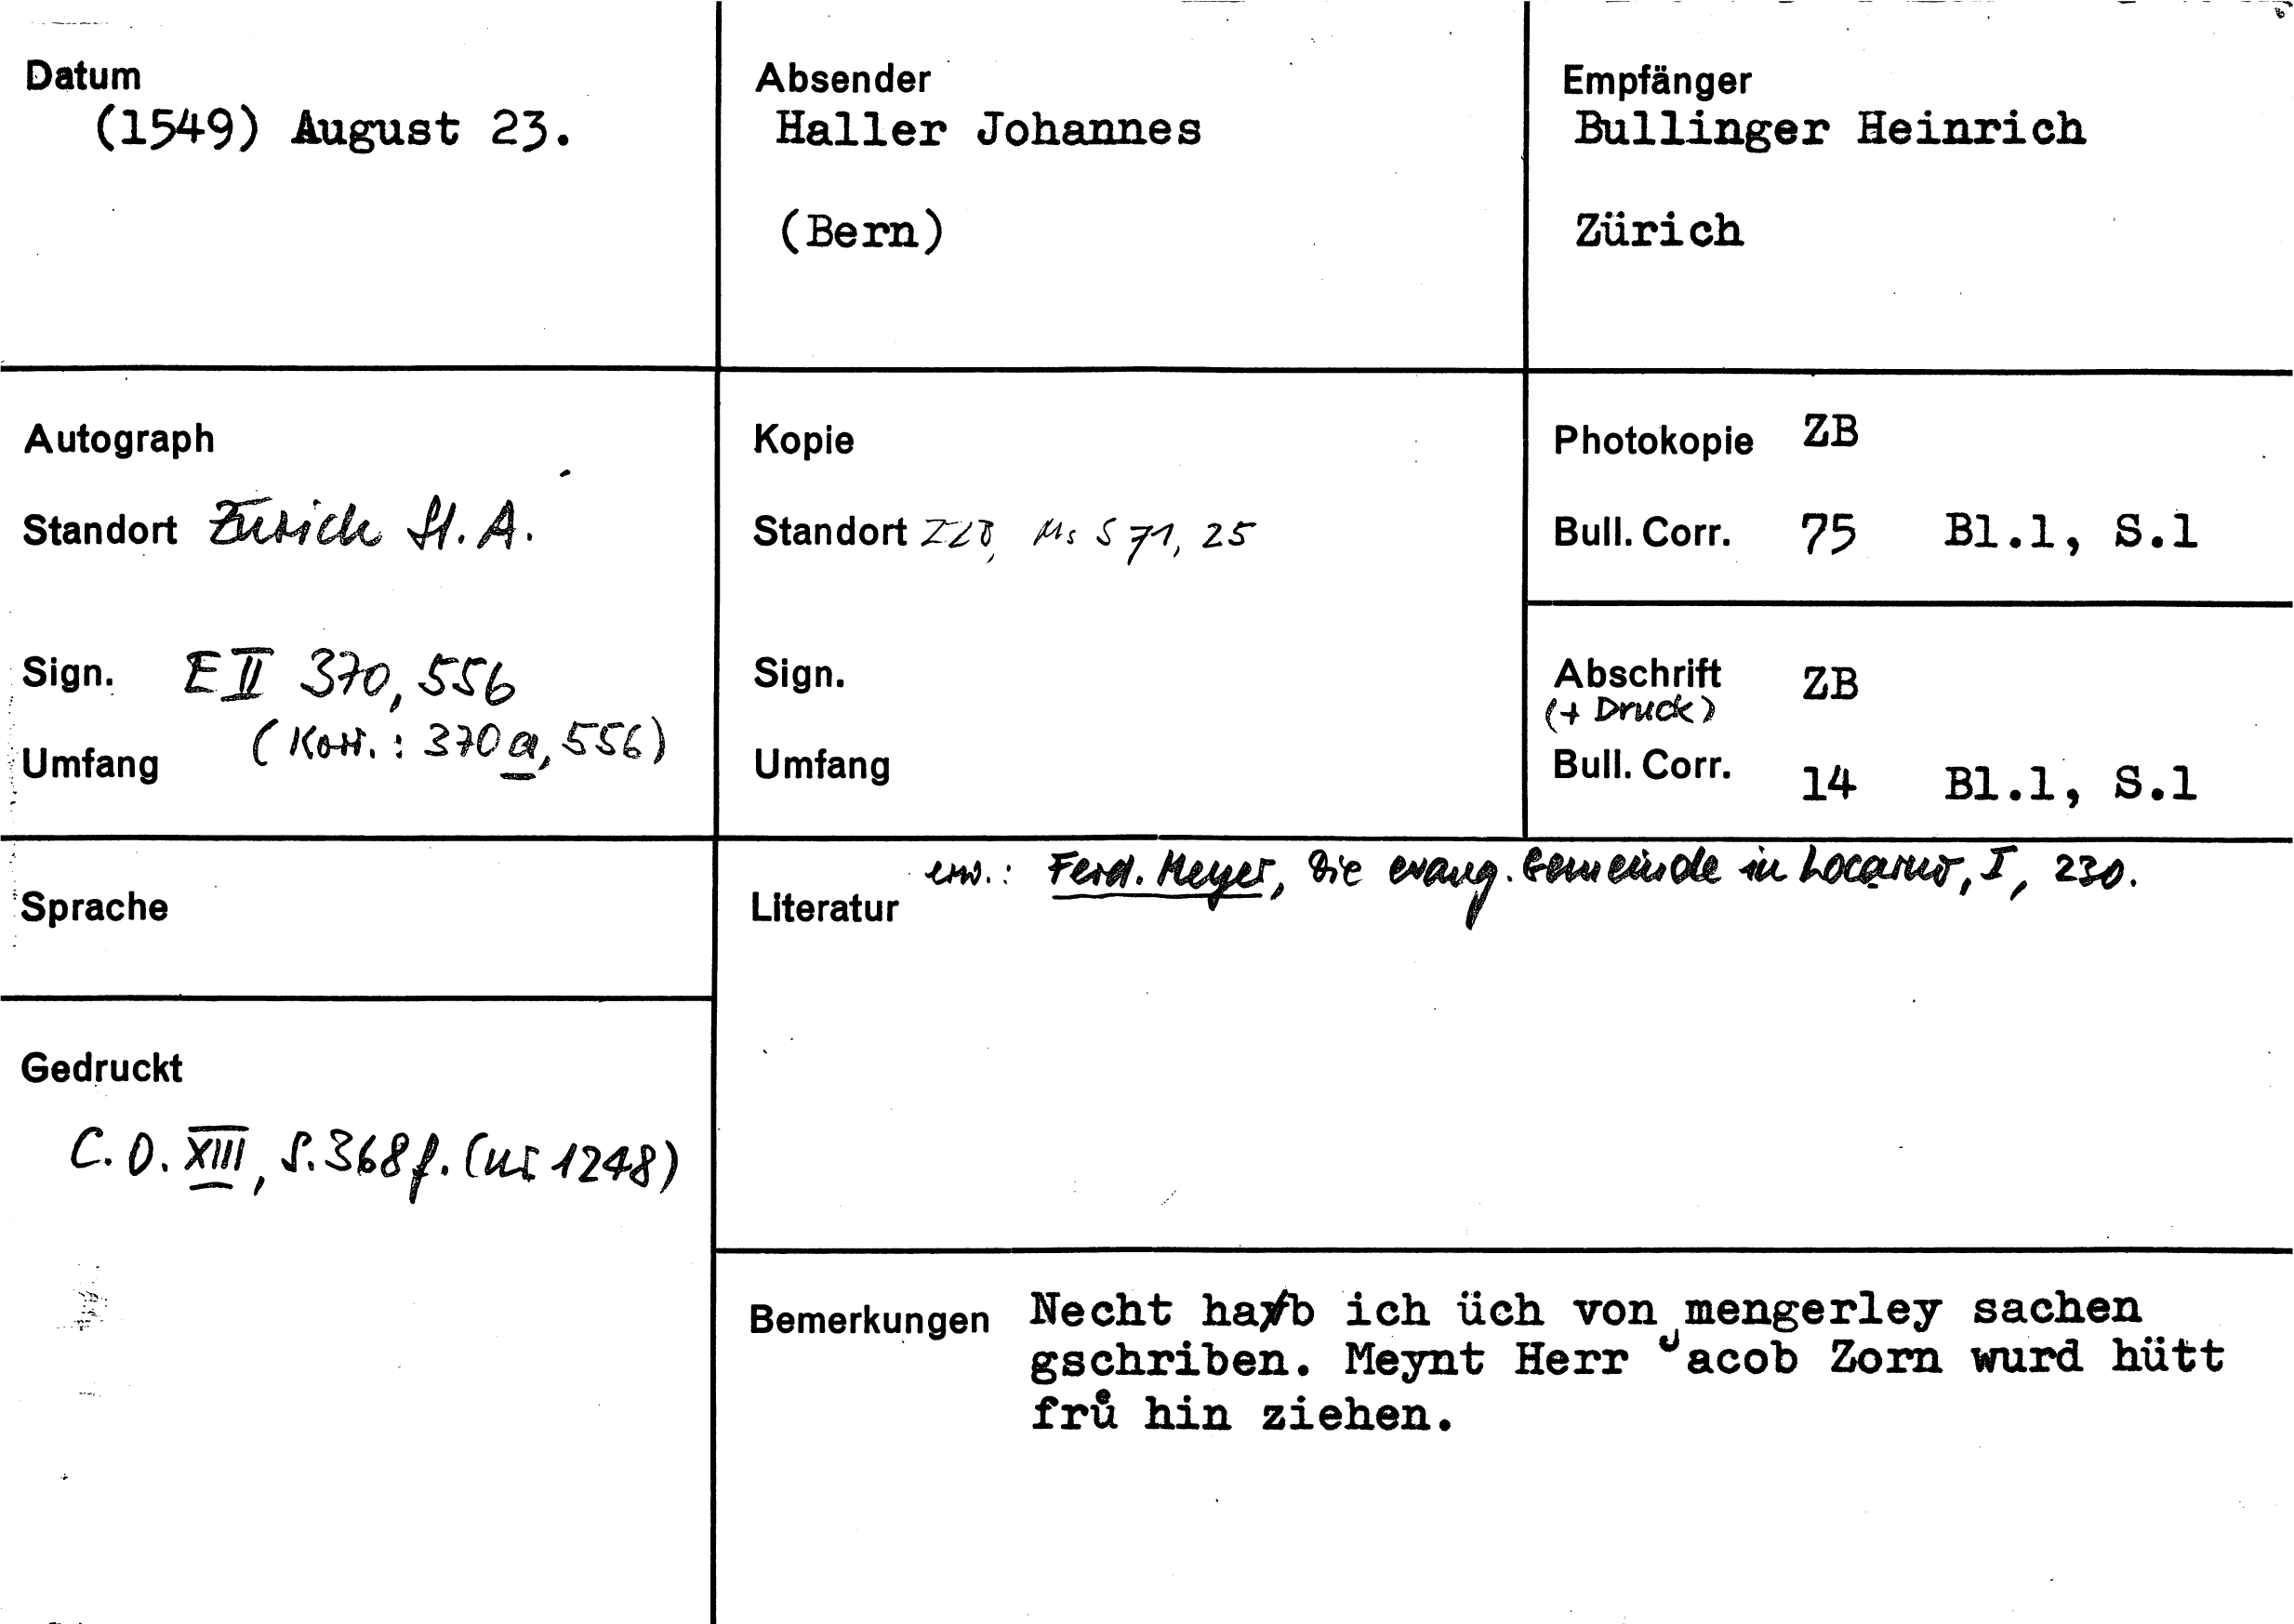 Datum
(1549) August 23.
Absender
Haller Johannes
(Bern)
Empfänger
Bullinger Heinrich
Zürich
Autograph
Standort Zürich St. A.
Sign. E II 370, 556
(Korr.: 370 a, 556)
Umfang
Kopie
Standort ZZB, Ms S 71, 25
Sign.
Umfang
Photokopie ZB
Bull. Corr. 75 Bl.1, S.1
Abschrift ZB
(+ Druck)
Bull. Corr. 14 Bl.1, S.1
Sprache
Gedruckt
C. O. XIII, S. 368 f. (nr 1248)
erw.: Ferd. Meyer, Die evang. Gemeinde in Locarno, I, 230.
Literatur
Bemerkungen Necht hab ich üch von mengerley sachen
gschriben. Meynt Herr Jacob Zorn wurd hütt
fruͤ hin ziehen.